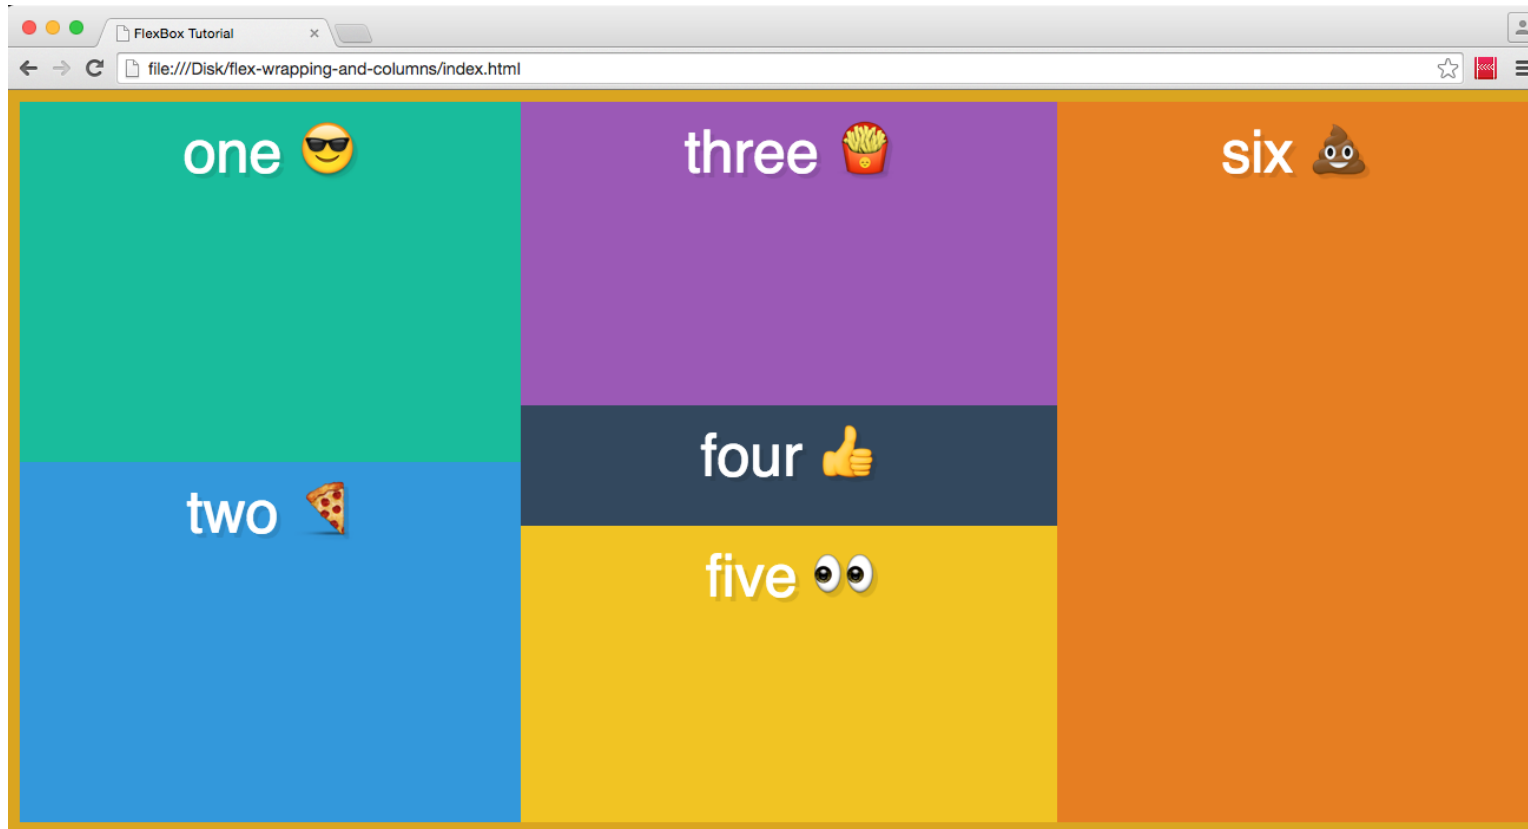 FlexBox Tutorial
file:///Disk/flex-wrapping-and-columns/index.html
one 😎
two 🍕
three 🍟
four 👍
five 👀
six 💩